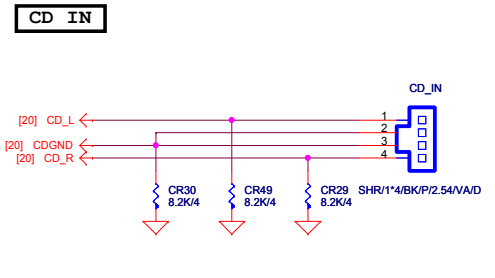 CD IN
CD_IN
[20] CD_L
1
2
[20] CDGND
3
[20] CD_R
4
CR30
8.2K/4
CR49
8.2K/4
CR29
8.2K/4
SHR/1*4/BK/P/2.54/VA/D